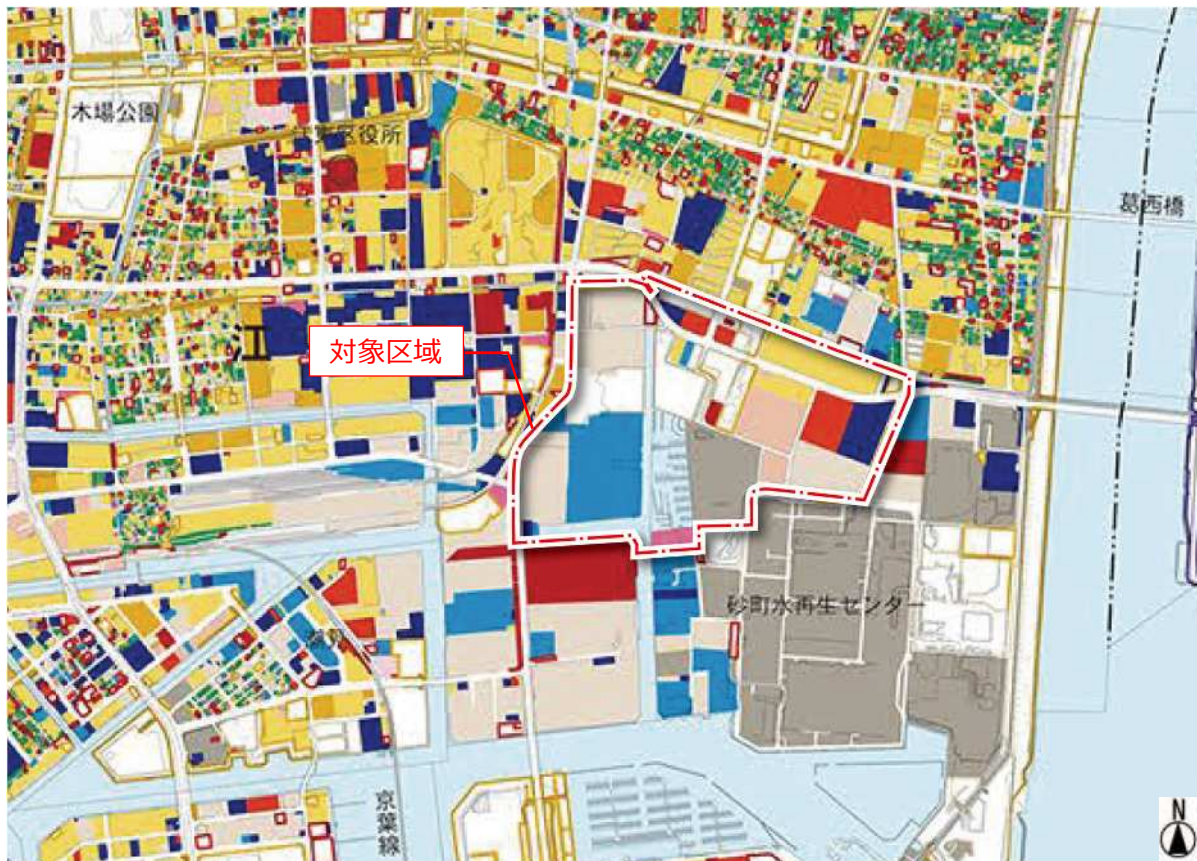 木場公園
江東区役所
葛西橋
対象区域
砂町水再生センター
京葉線
N